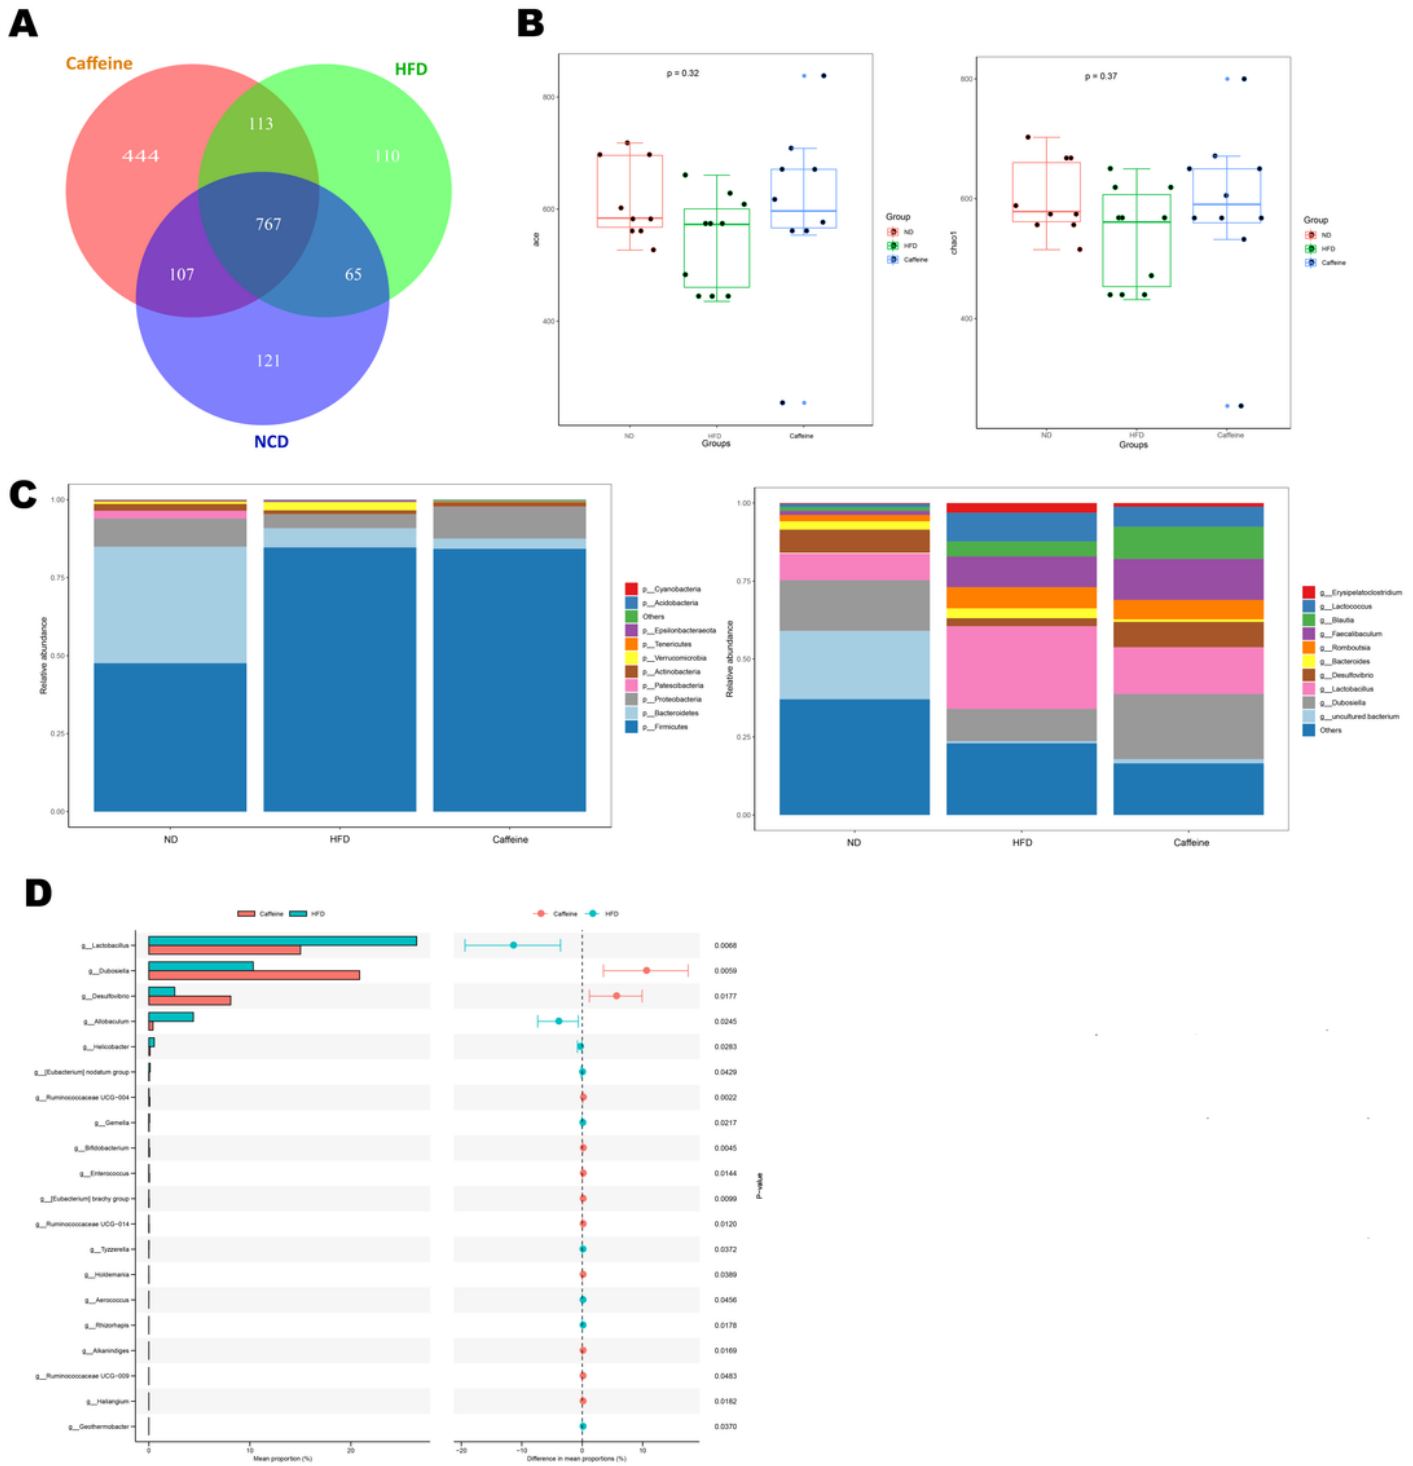 A
B
Caffeine
HFD
113
444
110
767
107
65
121
NCD
p = 0.32
800
600
400
ace
ND
HFD
Caffeine
Groups
Group
ND
HFD
Caffeine
p = 0.37
800
600
400
chao1
ND
HFD
Caffeine
Groups
Group
ND
HFD
Caffeine
C
1.00
0.75
0.50
0.25
0.00
Relative abundance
ND
HFD
Caffeine
p__Cyanobacteria
p__Acidobacteria
Others
p__Epsilonbacteraeota
p__Tenericutes
p__Verrucomicrobia
p__Actinobacteria
p__Patescibacteria
p__Proteobacteria
p__Bacteroidetes
p__Firmicutes
1.00
0.75
0.50
0.25
0.00
Relative abundance
ND
HFD
Caffeine
g__Erysipelatoclostridium
g__Lactococcus
g__Blautia
g__Faecalibaculum
g__Romboutsia
g__Bacteroides
g__Desulfovibrio
g__Lactobacillus
g__Dubosiella
g__uncultured bacterium
Others
D
Caffeine HFD
Caffeine HFD
g__Lactobacillus 0.0068
g__Dubosiella 0.0059
g__Desulfovibrio 0.0177
g__Allobaculum 0.0245
g__Helicobacter 0.0283
g__[Eubacterium] nodatum group 0.0429
g__Ruminococcaceae UCG-004 0.0022
g__Gemella 0.0217
g__Bifidobacterium 0.0045
g__Enterococcus 0.0144
g__[Eubacterium] brachy group 0.0099
g__Ruminococcaceae UCG-014 0.0120
g__Tyzzerella 0.0372
g__Holdemania 0.0389
g__Aerococcus 0.0456
g__Rhizorhapis 0.0178
g__Alkanindiges 0.0169
g__Ruminococcaceae UCG-009 0.0483
g__Haliangium 0.0182
g__Geothermobacter 0.0370
P-value
0 10 20
Mean proportion (%)
-20 -10 0 10
Difference in mean proportions (%)